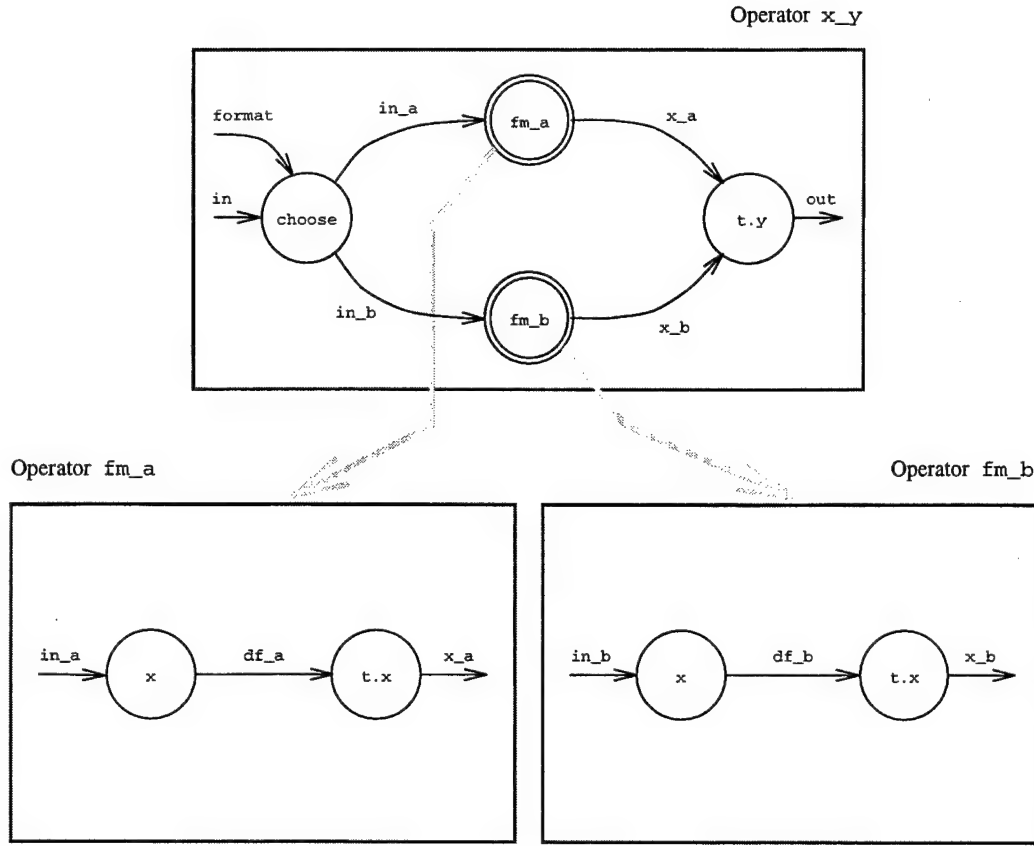 Operator x_y
in_a
fm_a
x_a
format
in
choose
t.y
out
in_b
fm_b
x_b
Operator fm_a
Operator fm_b
in_a
x
df_a
t.x
x_a
in_b
x
df_b
t.x
x_b